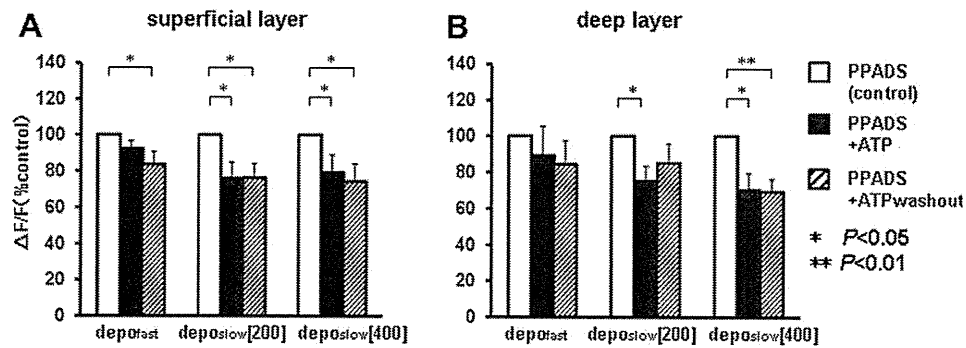 A superficial layer
B deep layer
ΔF/F(%control)
140
120
100
80
60
40
20
0
* * * * *
depofast deposlow[200] deposlow[400]
140
120
100
80
60
40
20
0
* ** *
depofast deposlow[200] deposlow[400]
PPADS
(control)
PPADS
+ATP
PPADS
+ATPwashout
* P<0.05
** P<0.01